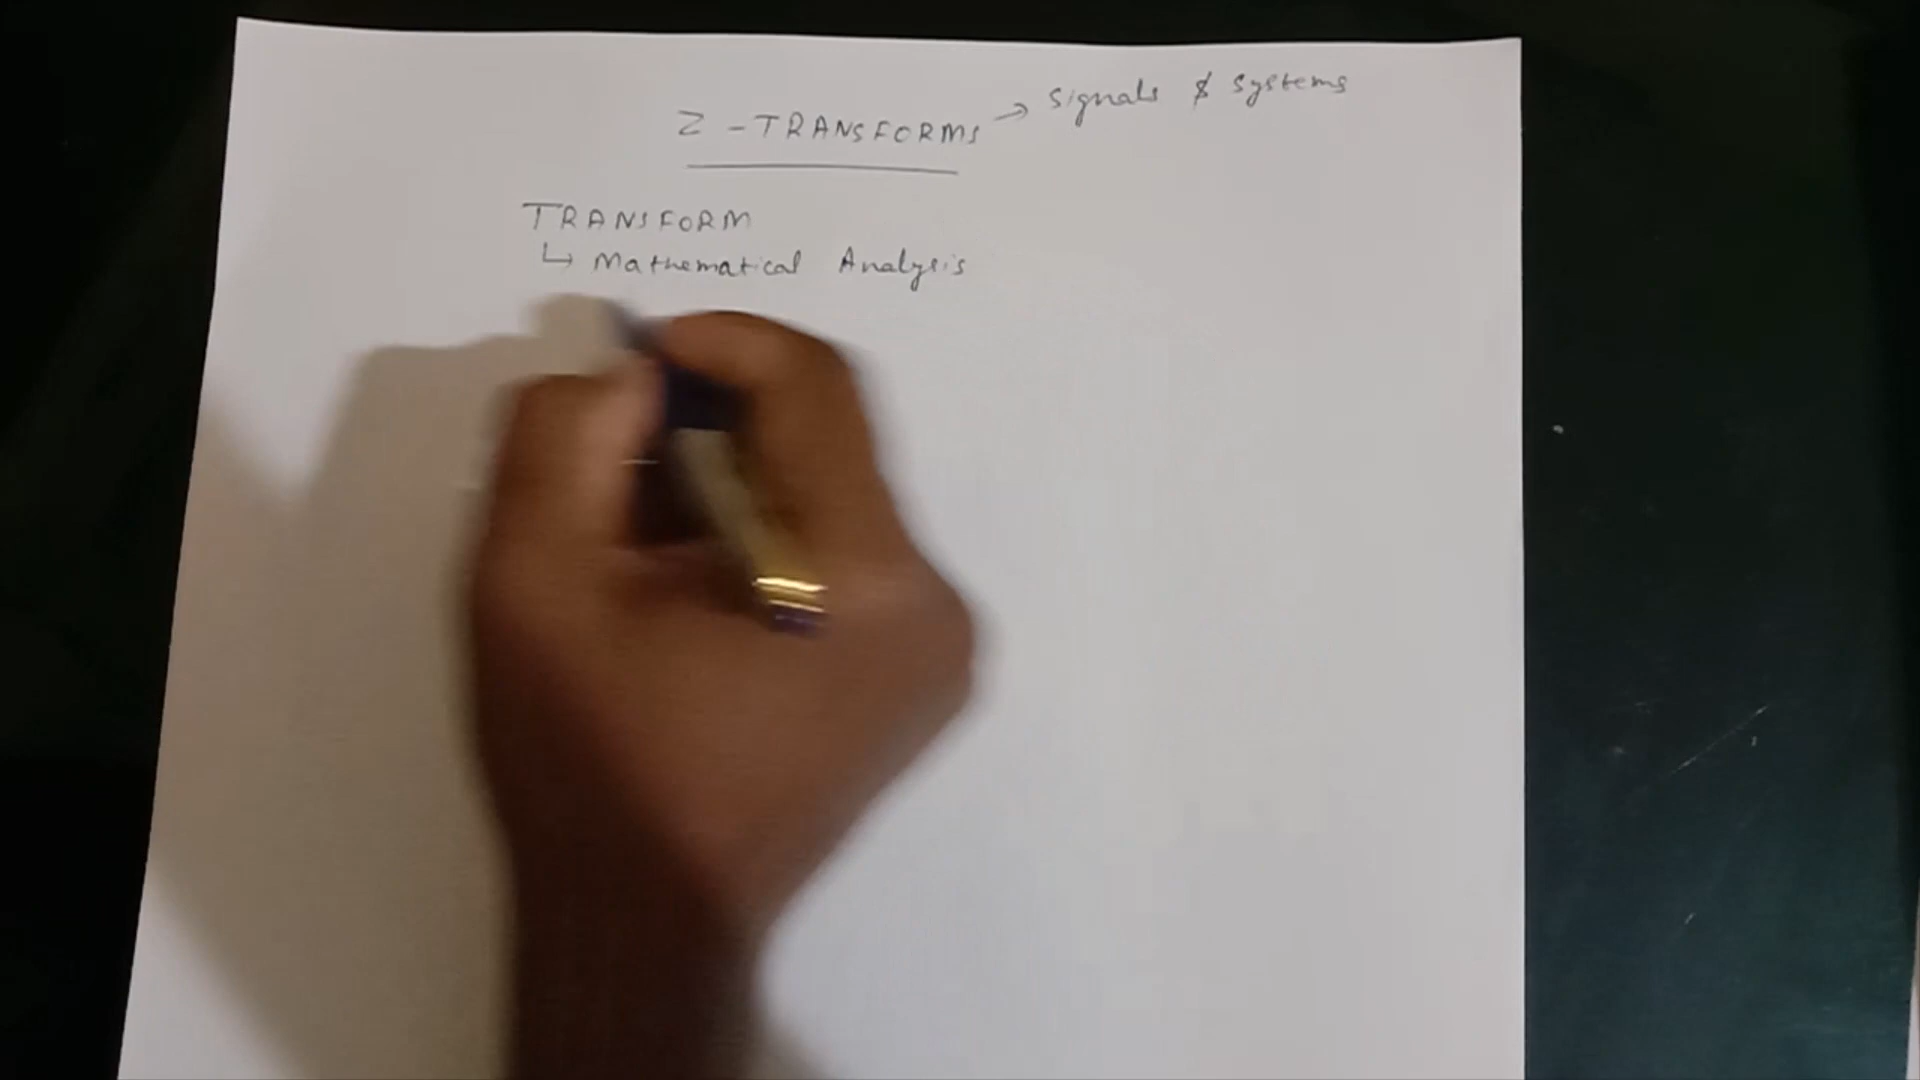 Z - TRANSFORMS → Signals & Systems
TRANSFORM
↳ Mathematical Analysis